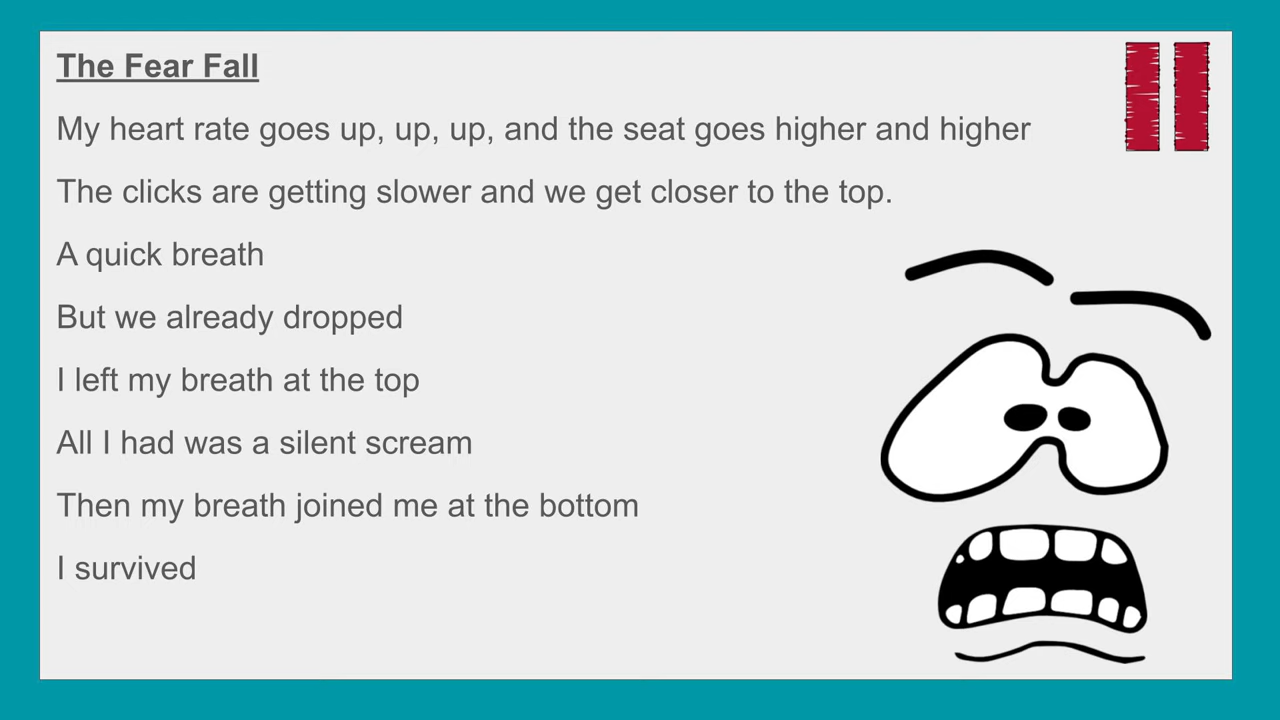 The Fear Fall
My heart rate goes up, up, up, and the seat goes higher and higher
The clicks are getting slower and we get closer to the top.
A quick breath
But we already dropped
I left my breath at the top
All I had was a silent scream
Then my breath joined me at the bottom
I survived